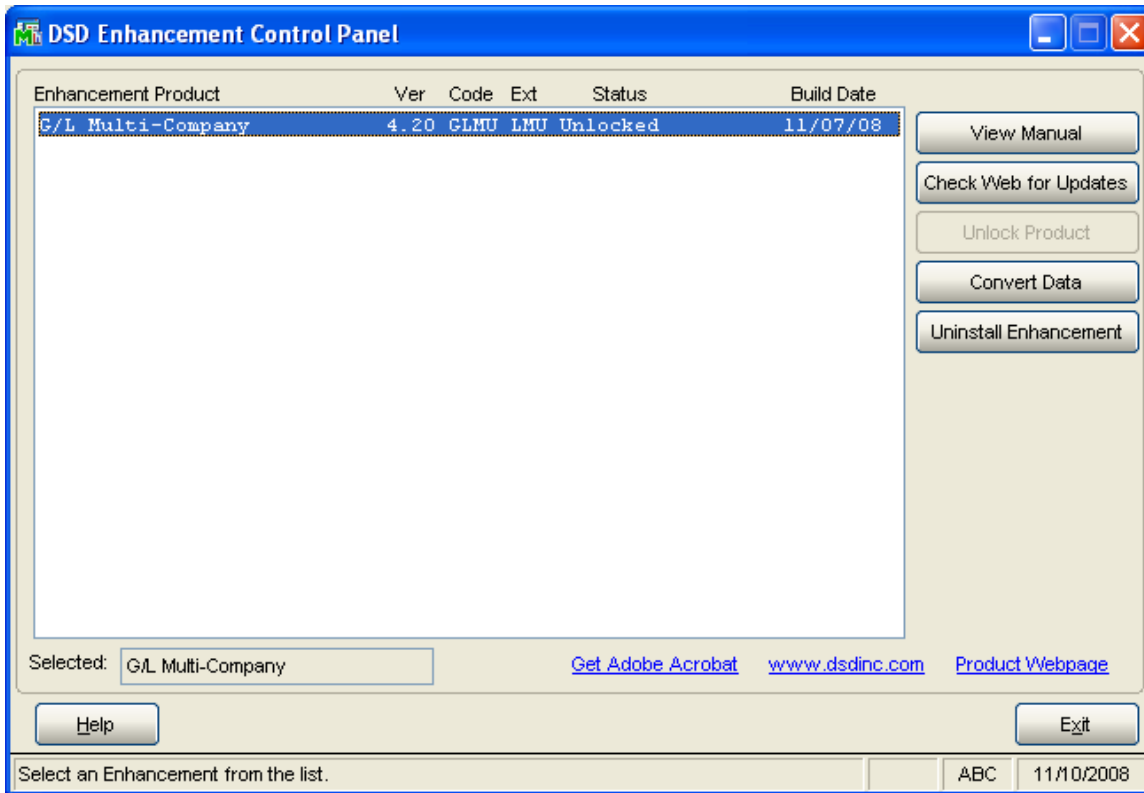 DSD Enhancement Control Panel
Enhancement Product Ver Code Ext Status Build Date
G/L Multi-Company 4.20 GLMU LMU Unlocked 11/07/08
View Manual
Check Web for Updates
Unlock Product
Convert Data
Uninstall Enhancement
Selected: G/L Multi-Company Get Adobe Acrobat www.dsdinc.com Product Webpage
Help Exit
Select an Enhancement from the list. ABC 11/10/2008